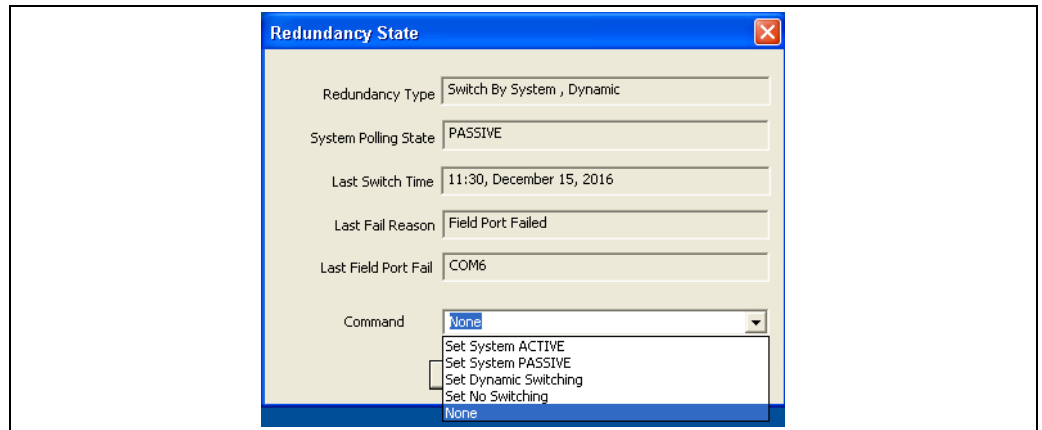 Redundancy State
Redundancy Type Switch By System , Dynamic
System Polling State PASSIVE
Last Switch Time 11:30, December 15, 2016
Last Fail Reason Field Port Failed
Last Field Port Fail COM6
Command None
Set System ACTIVE
Set System PASSIVE
Set Dynamic Switching
Set No Switching
None